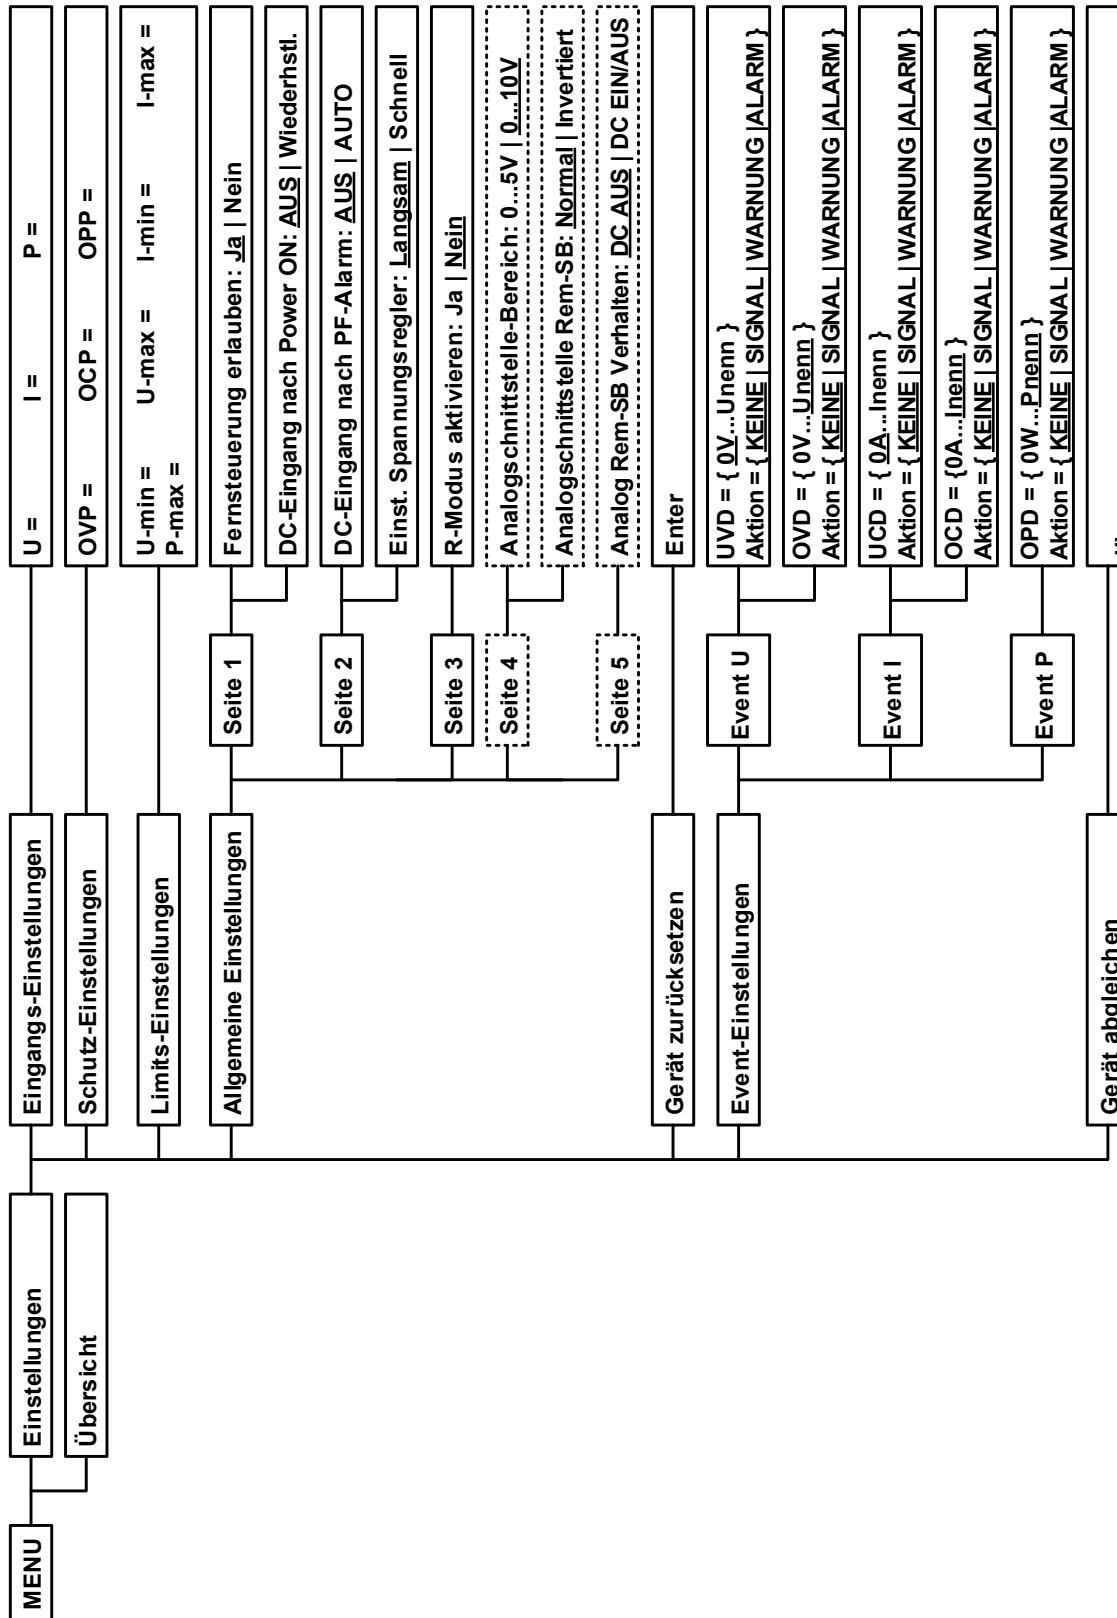 MENU
Einstellungen
Übersicht
Eingangs-Einstellungen
U = I = P =
Schutz-Einstellungen
OVP = OCP = OPP =
Limits-Einstellungen
U-min = U-max = I-min = I-max =
P-max =
Allgemeine Einstellungen
Seite 1
Fernsteuerung erlauben: Ja | Nein
DC-Eingang nach Power ON: AUS | Wiederhstl.
Seite 2
DC-Eingang nach PF-Alarm: AUS | AUTO
Einst. Spannungsregler: Langsam | Schnell
Seite 3
R-Modus aktivieren: Ja | Nein
Seite 4
Analogschnittstelle-Bereich: 0...5V | 0...10V
Analogschnittstelle Rem-SB: Normal | Invertiert
Seite 5
Analog Rem-SB Verhalten: DC AUS | DC EIN/AUS
Gerät zurücksetzen
Enter
Event-Einstellungen
Event U
UVD = { 0V...Unenn }
Aktion = { KEINE | SIGNAL | WARNUNG |ALARM }
OVD = { 0V...Unenn }
Aktion = { KEINE | SIGNAL | WARNUNG |ALARM }
Event I
UCD = { 0A...Inenn }
Aktion = { KEINE | SIGNAL | WARNUNG |ALARM }
OCD = {0A...Inenn }
Aktion = { KEINE | SIGNAL | WARNUNG |ALARM }
Event P
OPD = { 0W...Pnenn }
Aktion = { KEINE | SIGNAL | WARNUNG |ALARM }
Gerät abgleichen